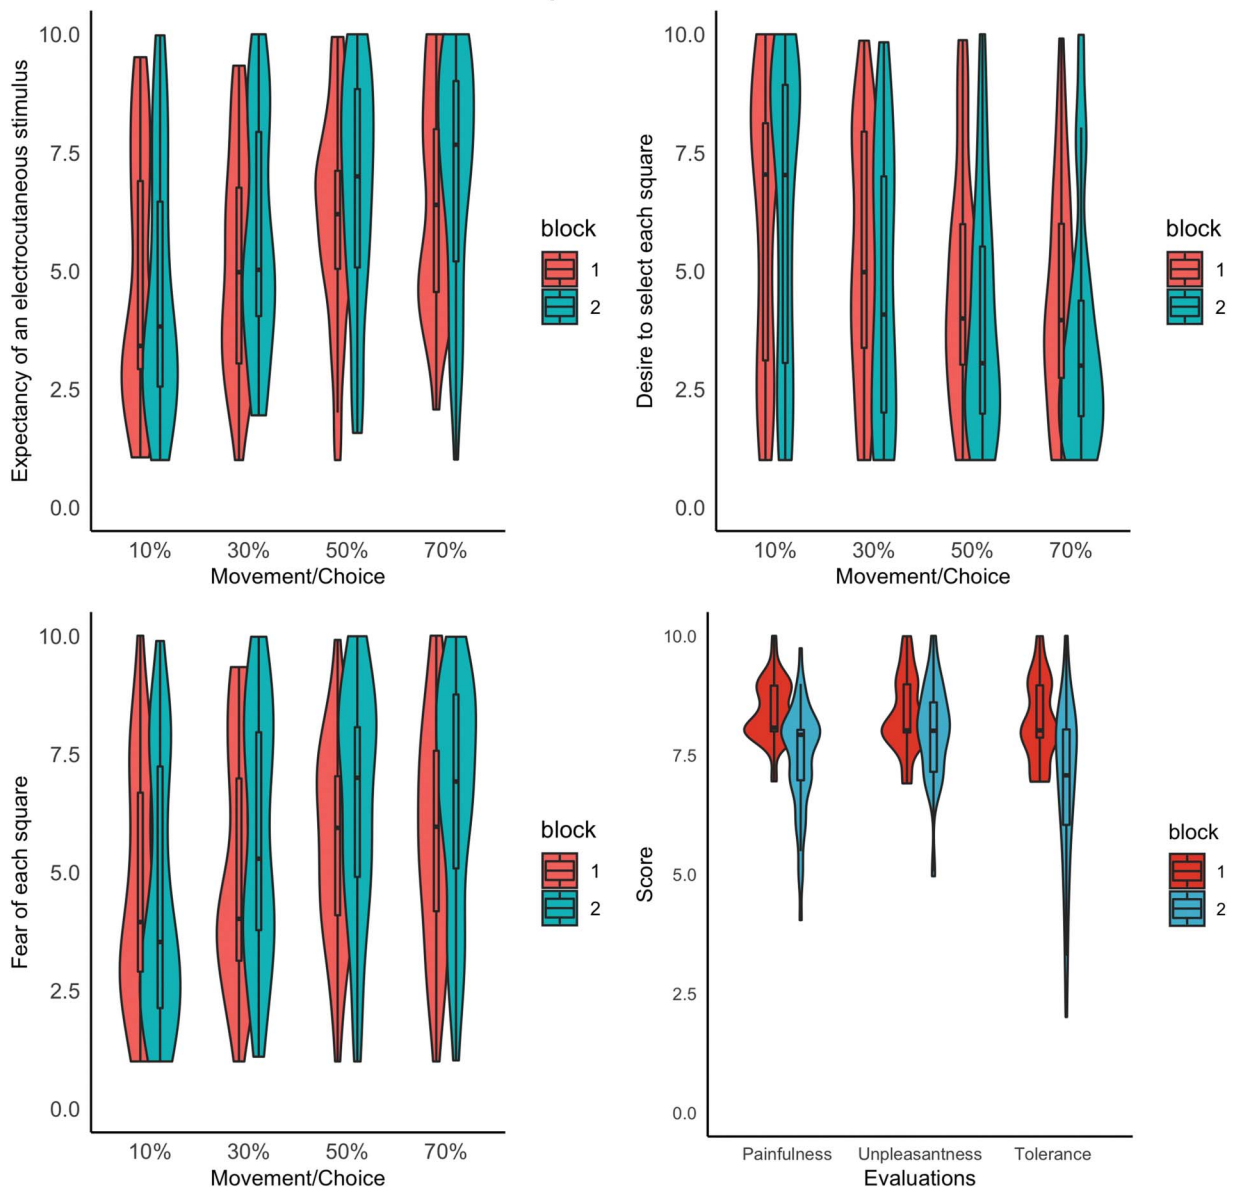 Expectancy of an electrocutaneous stimulus
10.0
7.5
5.0
2.5
0.0
10%
30%
50%
70%
Movement/Choice
block
1
2
Desire to select each square
10.0
7.5
5.0
2.5
0.0
10%
30%
50%
70%
Movement/Choice
block
1
2
Fear of each square
10.0
7.5
5.0
2.5
0.0
10%
30%
50%
70%
Movement/Choice
block
1
2
Score
10.0
7.5
5.0
2.5
0.0
Painfulness
Unpleasantness
Tolerance
Evaluations
block
1
2